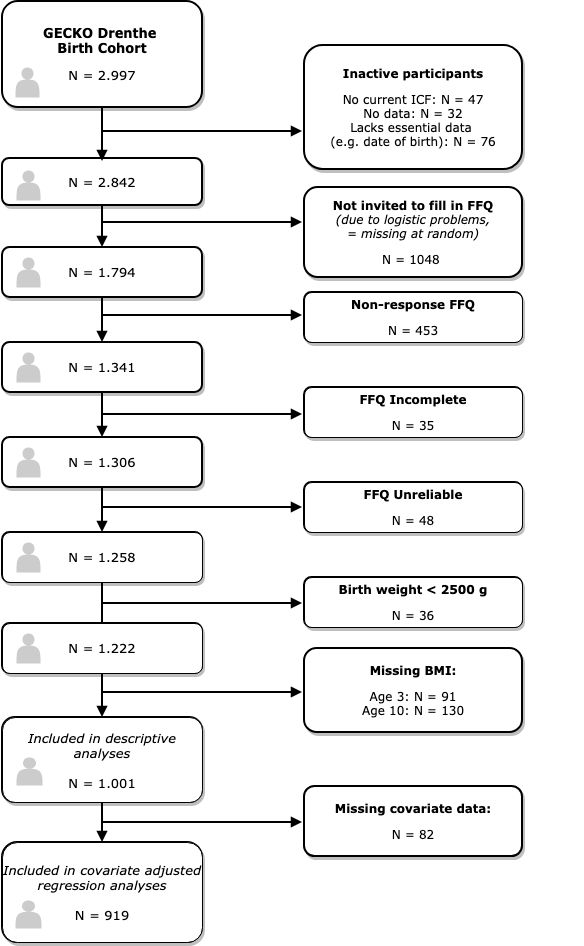 GECKO Drenthe
Birth Cohort
N = 2.997
Inactive participants
No current ICF: N = 47
No data: N = 32
Lacks essential data
(e.g. date of birth): N = 76
N = 2.842
Not invited to fill in FFQ
(due to logistic problems,
= missing at random)
N = 1048
N = 1.794
Non-response FFQ
N = 453
N = 1.341
FFQ Incomplete
N = 35
N = 1.306
FFQ Unreliable
N = 48
N = 1.258
Birth weight < 2500 g
N = 36
N = 1.222
Missing BMI:
Age 3: N = 91
Age 10: N = 130
Included in descriptive
analyses
N = 1.001
Missing covariate data:
N = 82
Included in covariate adjusted
regression analyses
N = 919